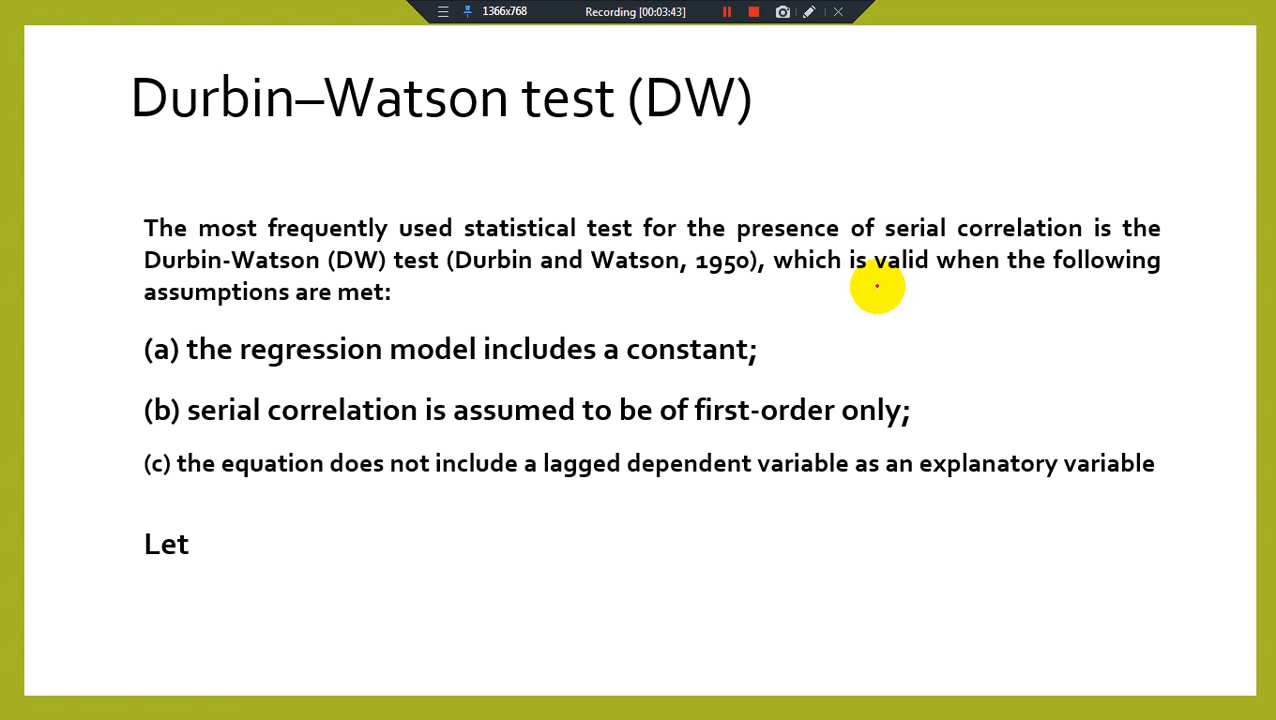 1366x768 Recording [00:03:43]
Durbin–Watson test (DW)
The most frequently used statistical test for the presence of serial correlation is the
Durbin-Watson (DW) test (Durbin and Watson, 1950), which is valid when the following
assumptions are met:
(a) the regression model includes a constant;
(b) serial correlation is assumed to be of first-order only;
(c) the equation does not include a lagged dependent variable as an explanatory variable
Let